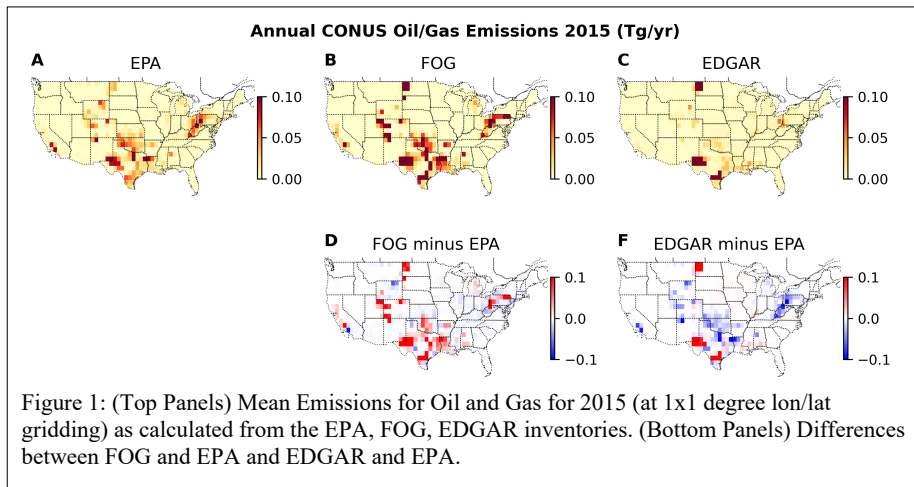 Annual CONUS Oil/Gas Emissions 2015 (Tg/yr)
A EPA
B FOG
C EDGAR
0.10
0.05
0.00
0.10
0.05
0.00
0.10
0.05
0.00
D FOG minus EPA
F EDGAR minus EPA
0.1
0.0
−0.1
0.1
0.0
−0.1
Figure 1: (Top Panels) Mean Emissions for Oil and Gas for 2015 (at 1x1 degree lon/lat
gridding) as calculated from the EPA, FOG, EDGAR inventories. (Bottom Panels) Differences
between FOG and EPA and EDGAR and EPA.